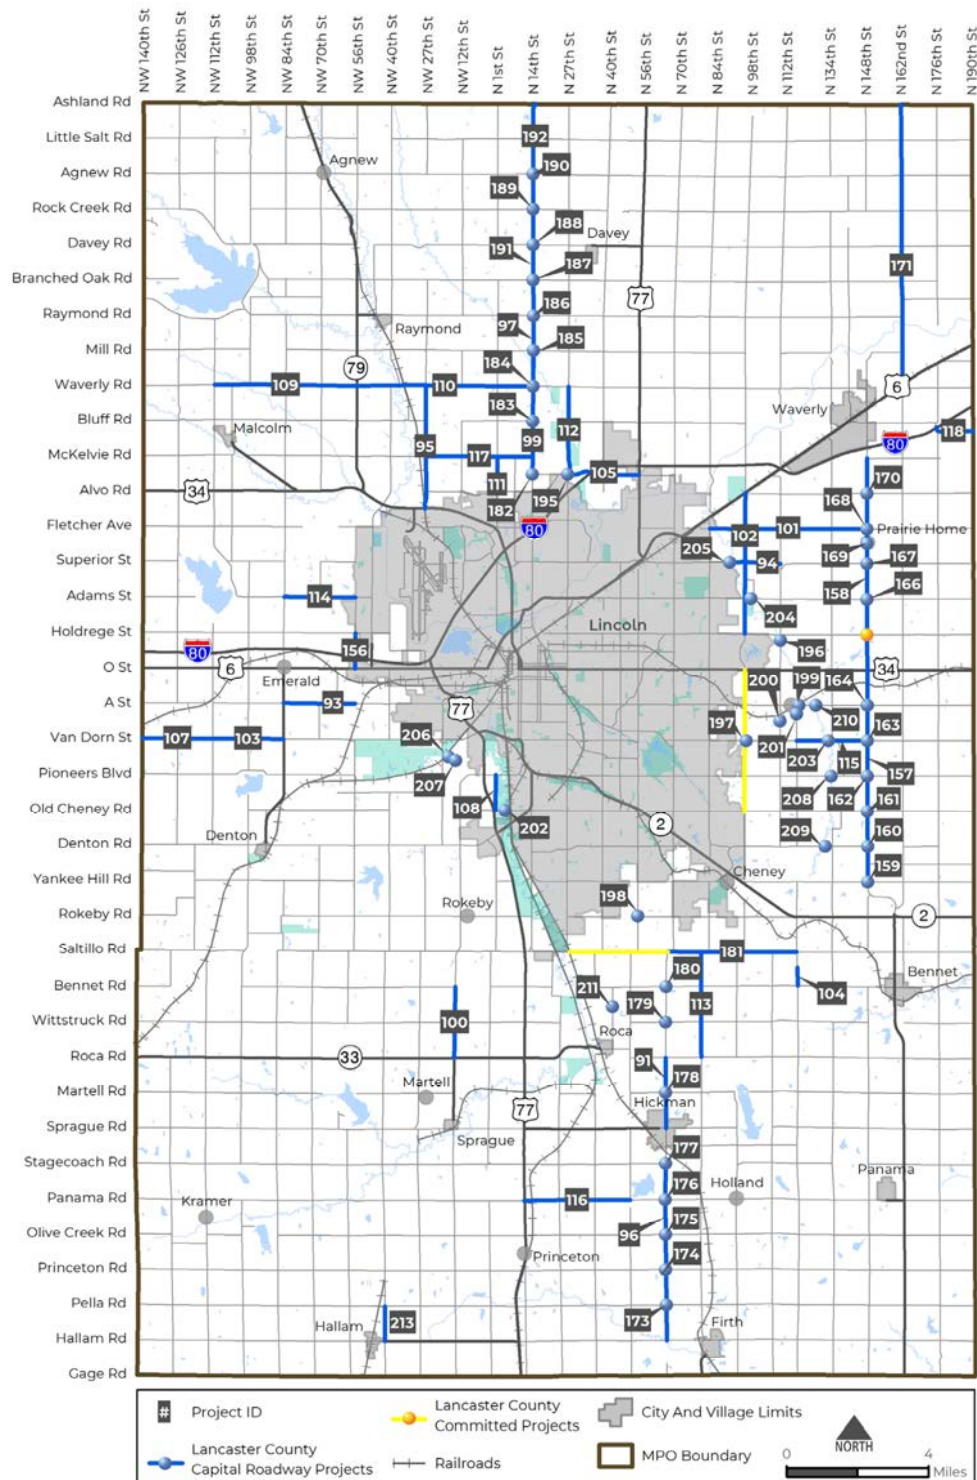 NW 140th St
NW 126th St
NW 112th St
NW 98th St
NW 84th St
NW 70th St
NW 56th St
NW 40th St
NW 27th St
NW 12th St
N 1st St
N 14th St
N 27th St
N 40th St
N 56th St
N 70th St
N 84th St
N 98th St
N 112th St
N 134th St
N 148th St
N 162nd St
N 176th St
N 190th St
Ashland Rd
Little Salt Rd
192
Agnew Rd
Agnew
190
189
Rock Creek Rd
188
Davey Rd
Davey
191
187
Branched Oak Rd
171
77
186
Raymond Rd
Raymond
97
185
Mill Rd
79
184
Waverly Rd
109
110
6
183
Waverly
Bluff Rd
99
112
118
Malcolm
95
80
McKelvie Rd
117
105
170
111
Alvo Rd
34
195
168
182
80
Fletcher Ave
102
101
Prairie Home
205
169
167
Superior St
94
158
166
Adams St
114
204
Lincoln
Holdrege St
196
80
156
O St
6
34
Emerald
200
199
164
A St
93
77
197
210
163
Van Dorn St
107
103
206
201
203
115
157
Pioneers Blvd
207
208
162
108
161
Old Cheney Rd
202
2
209
160
Denton
Denton Rd
159
Cheney
Yankee Hill Rd
198
Rokeby
Rokeby Rd
2
Saltillo Rd
181
180
Bennet
Bennet Rd
211
104
179
113
Wittstruck Rd
100
Roca
Roca Rd
33
91
178
Martell
Martell Rd
Hickman
77
Sprague Rd
Sprague
177
Stagecoach Rd
Panama
176
Panama Rd
116
Holland
Kramer
175
Olive Creek Rd
96
174
Princeton
Princeton Rd
Pella Rd
173
213
Hallam
Firth
Hallam Rd
Gage Rd
# Project ID
Lancaster County
Committed Projects
City And Village Limits
Lancaster County
Capital Roadway Projects
Railroads
MPO Boundary
NORTH
0 4
Miles